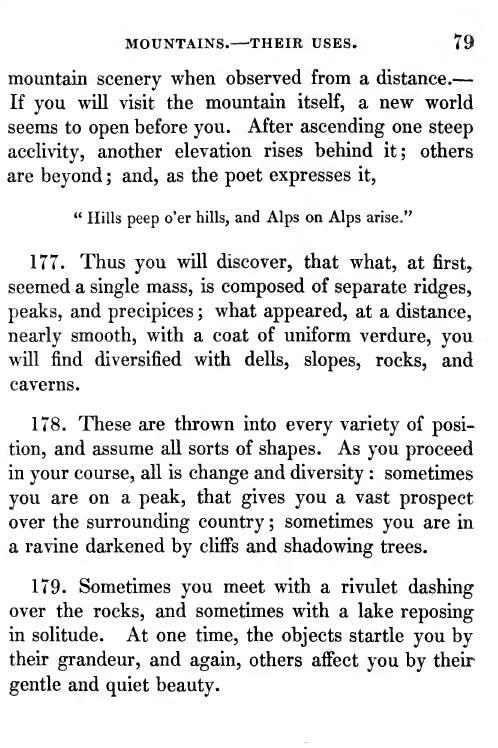 MOUNTAINS.—THEIR USES. 79
mountain scenery when observed from a distance.—
If you will visit the mountain itself, a new world
seems to open before you. After ascending one steep
acclivity, another elevation rises behind it; others
are beyond; and, as the poet expresses it,
“ Hills peep o'er hills, and Alps on Alps arise.”
177. Thus you will discover, that what, at first,
seemed a single mass, is composed of separate ridges,
peaks, and precipices; what appeared, at a distance,
nearly smooth, with a coat of uniform verdure, you
will find diversified with dells, slopes, rocks, and
caverns.
178. These are thrown into every variety of posi-
tion, and assume all sorts of shapes. As you proceed
in your course, all is change and diversity: sometimes
you are on a peak, that gives you a vast prospect
over the surrounding country; sometimes you are in
a ravine darkened by cliffs and shadowing trees.
179. Sometimes you meet with a rivulet dashing
over the rocks, and sometimes with a lake reposing
in solitude. At one time, the objects startle you by
their grandeur, and again, others affect you by their
gentle and quiet beauty.